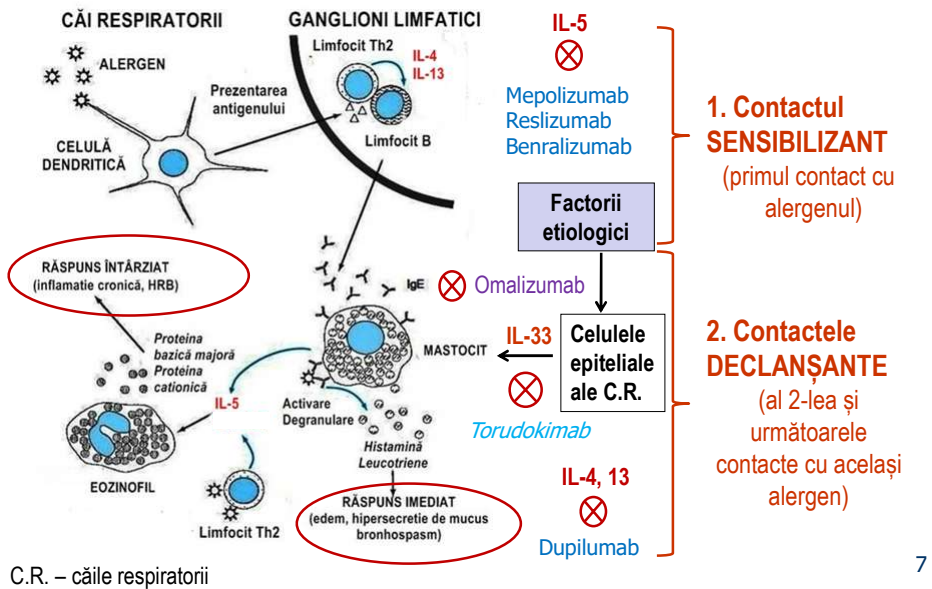 CĂI RESPIRATORII
GANGLIONI LIMFATICI
ALERGEN
CELULĂ
DENDRITICĂ
Prezentarea
antigenului
Limfocit Th2
IL-4
IL-13
Limfocit B
IL-5
Mepolizumab
Reslizumab
Benralizumab
1. Contactul
SENSIBILIZANT
(primul contact cu
alergenul)
Factorii
etiologici
RĂSPUNS ÎNTÂRZIAT
(inflamatie cronică, HRB)
IgE
Omalizumab
MASTOCIT
IL-33
Celulele
epiteliale
ale C.R.
Torudokimab
2. Contactele
DECLANȘANTE
(al 2-lea și
următoarele
contacte cu același
alergen)
Proteina
bazică majoră
Proteina
cationică
IL-5
Activare
Degranulare
Histamină
Leucotriene
EOZINOFIL
Limfocit Th2
RĂSPUNS IMEDIAT
(edem, hipersecretie de mucus
bronhospasm)
IL-4, 13
Dupilumab
C.R. – căile respiratorii
7